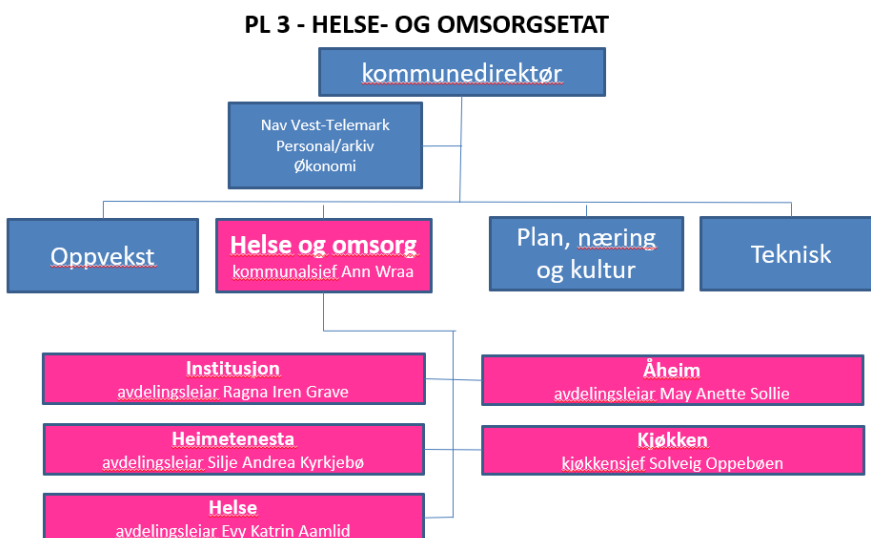 PL 3 - HELSE- OG OMSORGSETAT
kommunedirektør
Nav Vest-Telemark
Personal/arkiv
Økonomi
Oppvekst
Helse og omsorg
kommunalsjef Ann Wraa
Plan, næring
og kultur
Teknisk
Institusjon
avdelingsleiar Ragna Iren Grave
Åheim
avdelingsleiar May Anette Sollie
Heimetenesta
avdelingsleiar Silje Andrea Kyrkjebø
Kjøkken
kjøkkensjef Solveig Oppebøen
Helse
avdelingsleiar Evy Katrin Aamlid